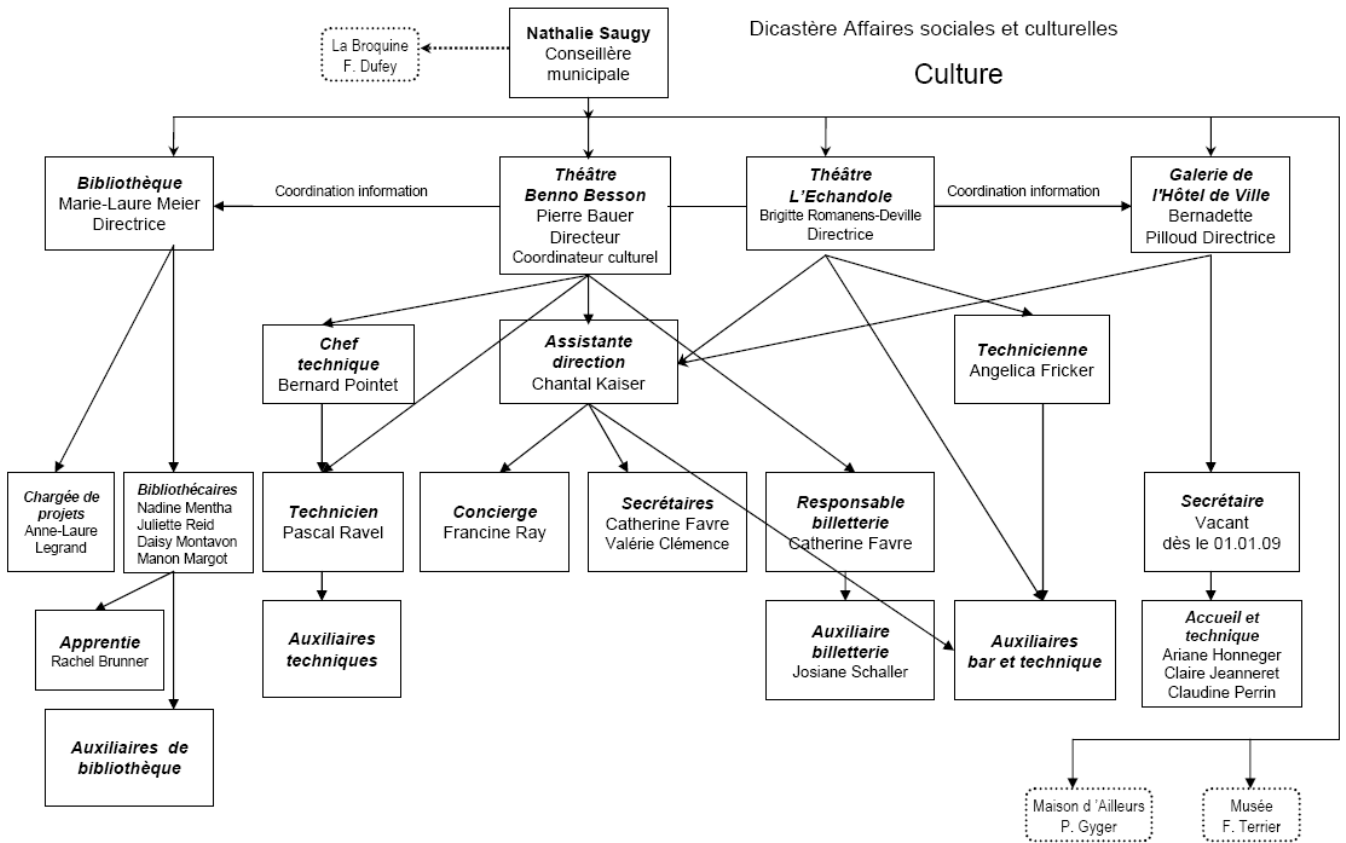 Dicastère Affaires sociales et culturelles
Culture
Nathalie Saugy
Conseillère
municipale
La Broquine
F. Dufey
Bibliothèque
Marie-Laure Meier
Directrice
Coordination information
Théâtre
Benno Besson
Pierre Bauer
Directeur
Coordinateur culturel
Théâtre
L'Echandole
Brigitte Romanens-Deville
Directrice
Coordination information
Galerie de
l'Hôtel de Ville
Bernadette
Pilloud Directrice
Chef
technique
Bernard Pointet
Assistante
direction
Chantal Kaiser
Technicienne
Angelica Fricker
Chargée de
projets
Anne-Laure
Legrand
Bibliothécaires
Nadine Mentha
Juliette Reid
Daisy Montavon
Manon Margot
Technicien
Pascal Ravel
Concierge
Francine Ray
Secrétaires
Catherine Favre
Valérie Clémence
Responsable
billetterie
Catherine Favre
Secrétaire
Vacant
dès le 01.01.09
Apprentie
Rachel Brunner
Auxiliaires
techniques
Auxiliaire
billetterie
Josiane Schaller
Auxiliaires
bar et technique
Accueil et
technique
Ariane Honneger
Claire Jeanneret
Claudine Perrin
Auxiliaires de
bibliothèque
Maison d 'Ailleurs
P. Gyger
Musée
F. Terrier